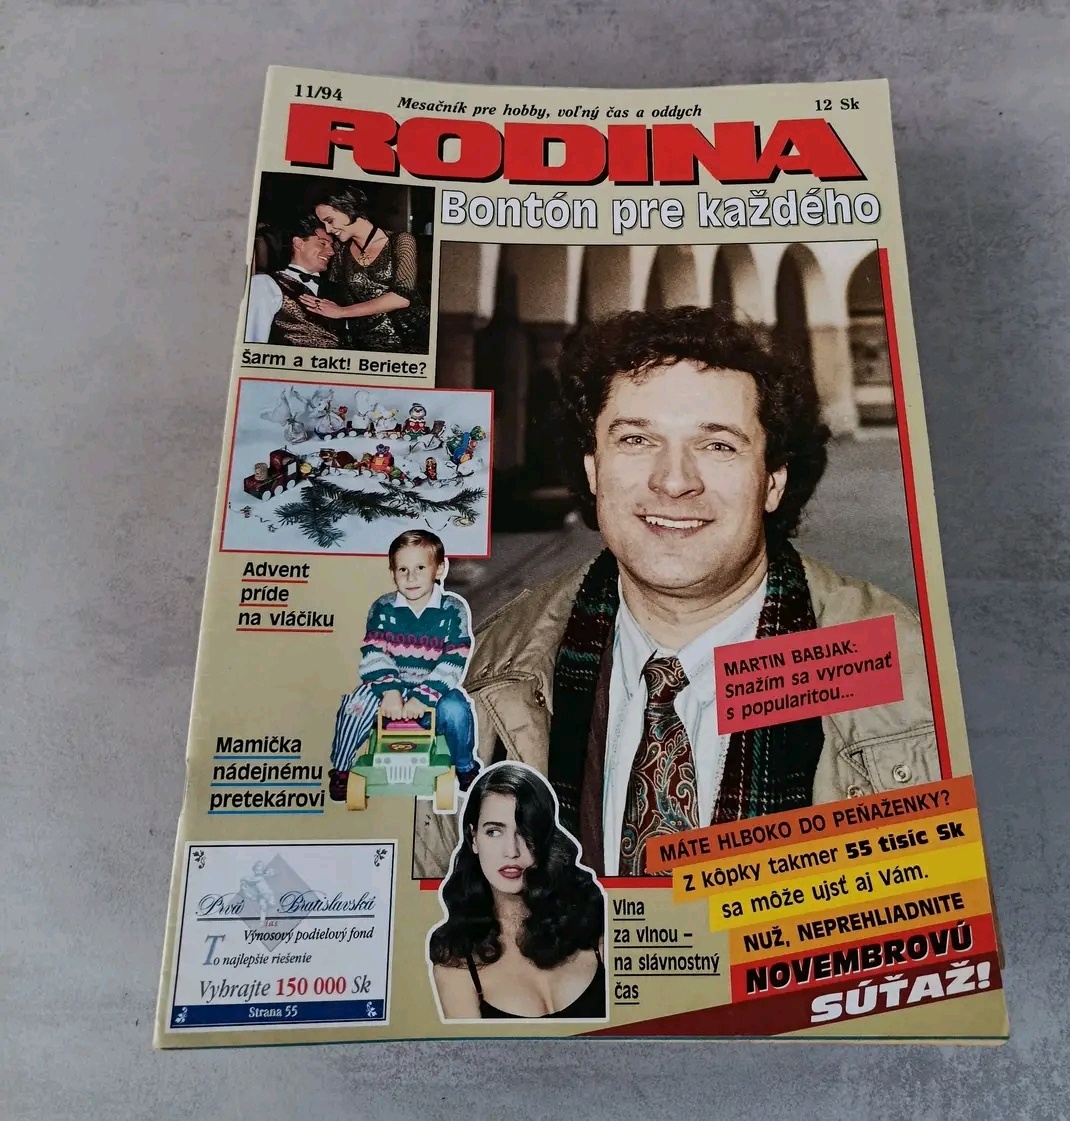 11/94
Mesačník pre hobby, voľný čas a oddych
12 Sk
RODINA
Bontón pre každého
Šarm a takt! Beriete?
Advent
príde
na vláčiku
MARTIN BABJAK:
Snažím sa vyrovnať
s popularitou...
Mamička
nádejnému
pretekárovi
MÁTE HLBOKO DO PEŇAŽENKY?
Z kôpky takmer 55 tisíc Sk
sa môže ujsť aj Vám.
NUŽ, NEPREHLIADNITE
NOVEMBROVÚ
SÚŤAŽ!
Vlna
za vlnou –
na slávnostný
čas
Prvá Bratislavská
Výnosový podielový fond
To najlepšie riešenie
Vybrajte 150 000 Sk
Strana 55